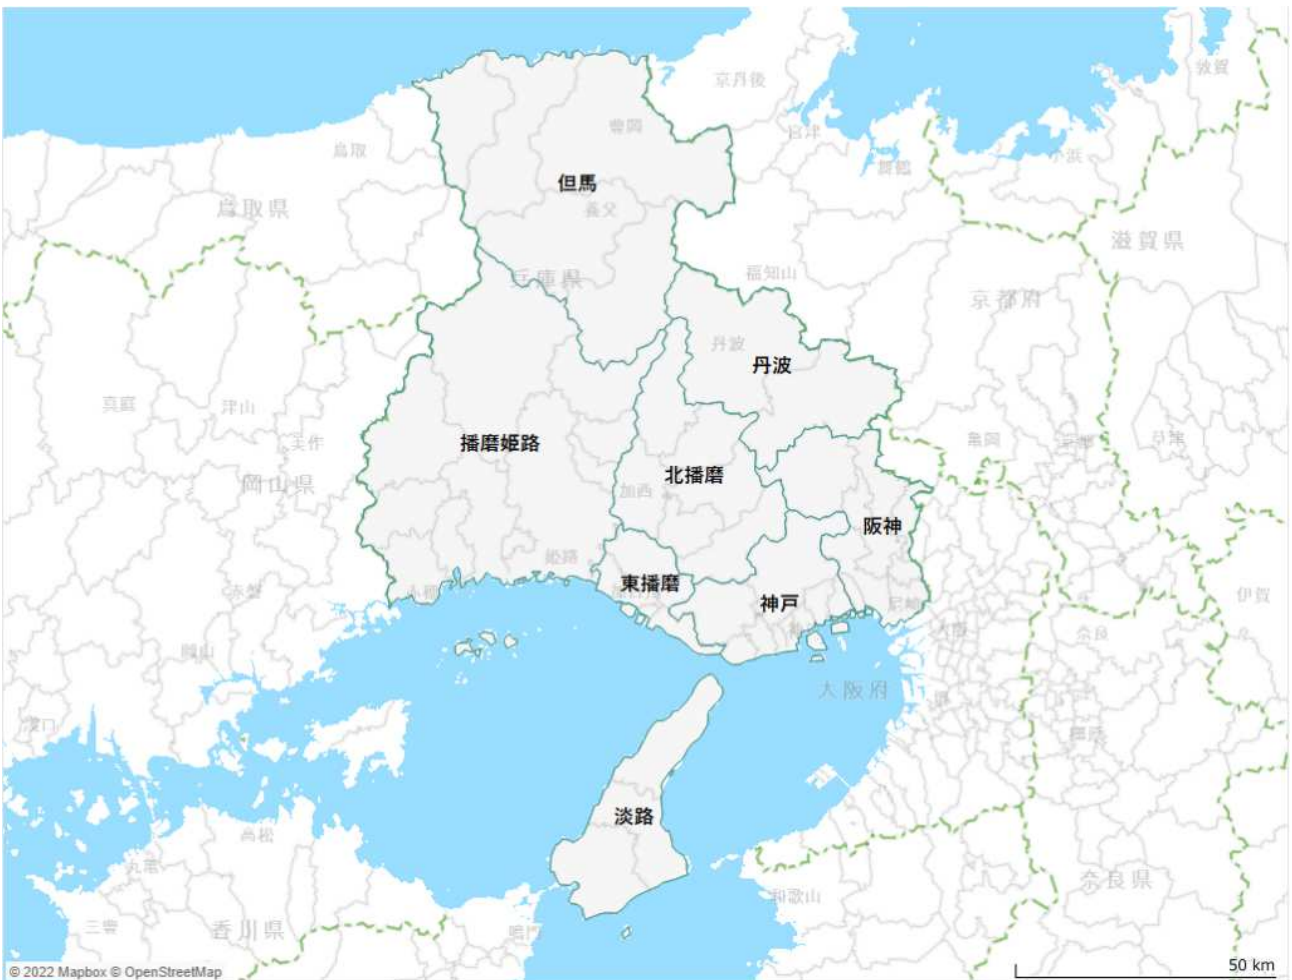 敦賀
京丹後
豊岡
宮津
鳥取
小浜
舞鶴
但馬
鳥取県
養父
滋賀県
福知山
兵庫県
京都府
丹波
丹波
真庭
津山
草津
亀岡
京都
美作
播磨姫路
北播磨
岡山県
加西
阪神
姫路
東播磨
赤磐
神戸
尼崎
伊賀
大阪
奈良
岡山
大阪府
堺
橿原
淡路
高松
丸亀
和歌山
奈良県
三豊
香川県
鳴門
© 2022 Mapbox © OpenStreetMap
50 km